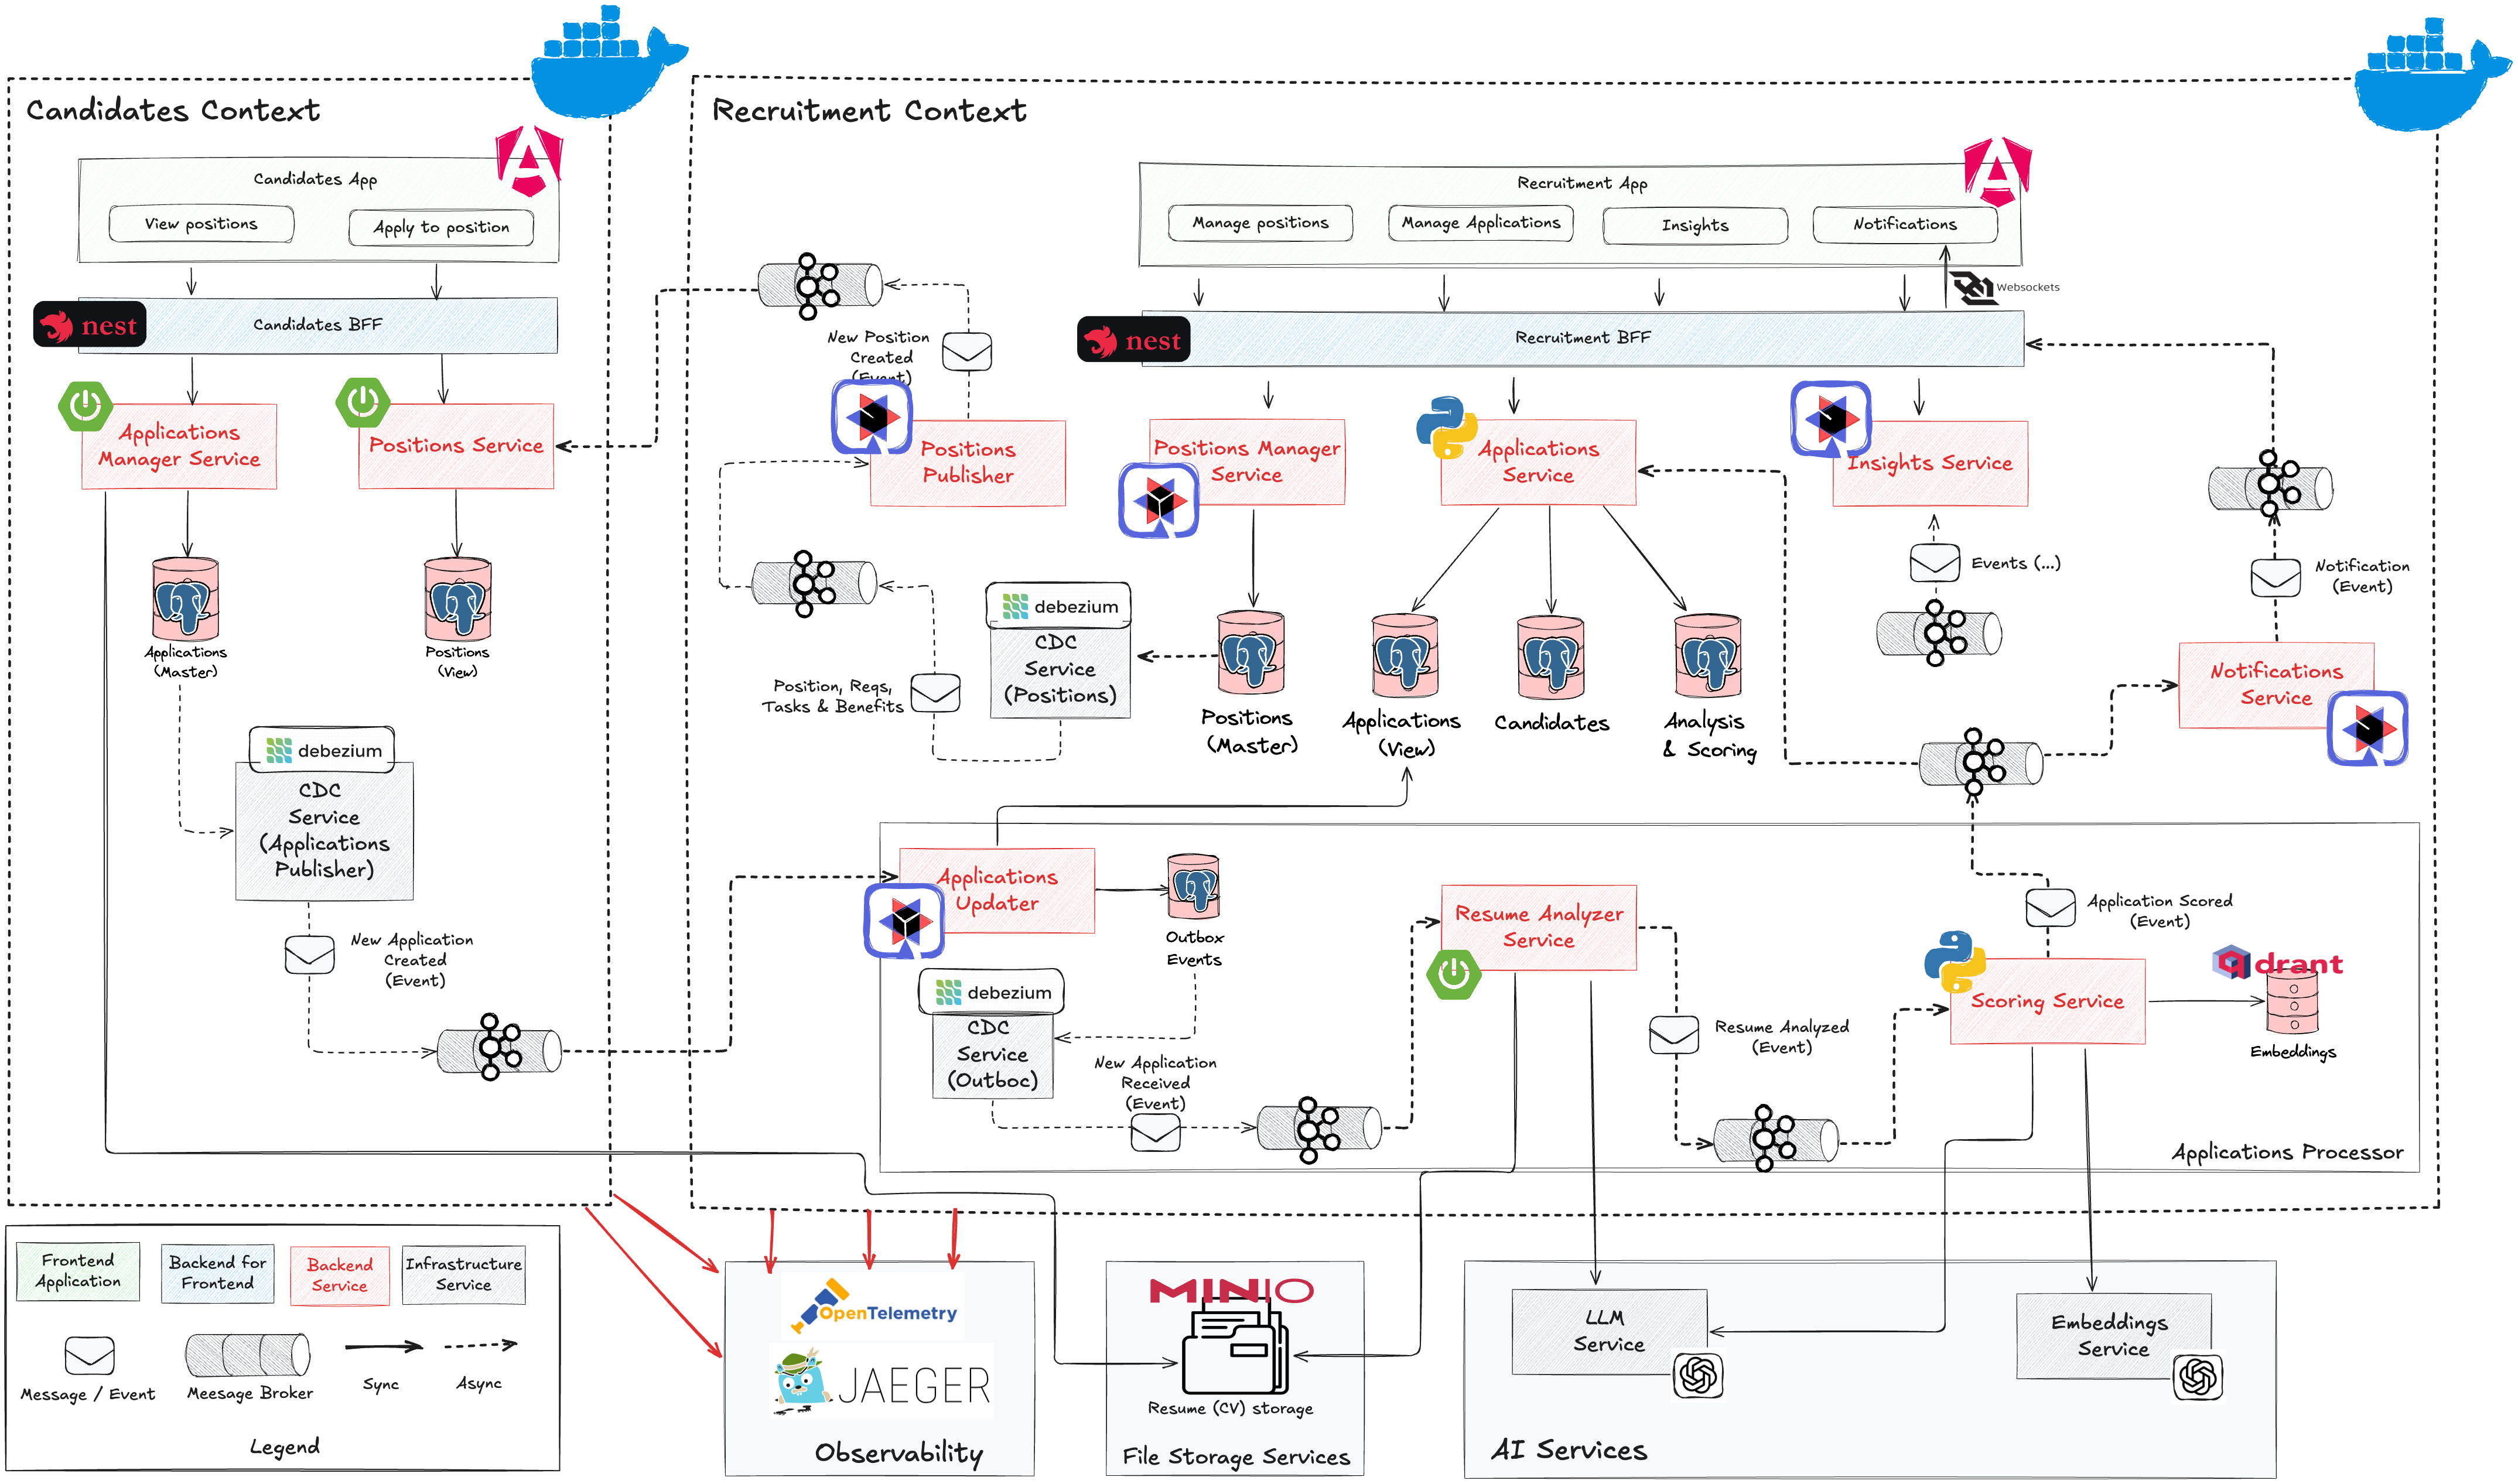 Candidates Context
Candidates App
View positions
Apply to position
nest
Candidates BFF
Applications
Manager Service
Positions Service
Applications
(Master)
Positions
(View)
debezium
CDC
Service
(Applications
Publisher)
New Application
Created
(Event)
Recruitment Context
Recruitment App
Manage positions
Manage Applications
Insights
Notifications
Websockets
nest
Recruitment BFF
New Position
Created
(Event)
Positions
Publisher
Positions Manager
Service
Applications
Service
Insights Service
Events (...)
Notification
(Event)
Notifications
Service
debezium
CDC
Service
(Positions)
Position, Reqs,
Tasks & Benefits
Positions
(Master)
Applications
(View)
Candidates
Analysis
& Scoring
Applications
Updater
Outbox
Events
debezium
CDC
Service
(Outboc)
New Application
Received
(Event)
Resume Analyzer
Service
Resume Analyzed
(Event)
Application Scored
(Event)
Scoring Service
qdrant
Embeddings
Applications Processor
Frontend
Application
Backend for
Frontend
Backend
Service
Infrastructure
Service
Message / Event
Meesage Broker
Sync
Async
Legend
OpenTelemetry
JAEGER
Observability
MINIO
Resume (CV) storage
File Storage Services
LLM
Service
Embeddings
Service
AI Services